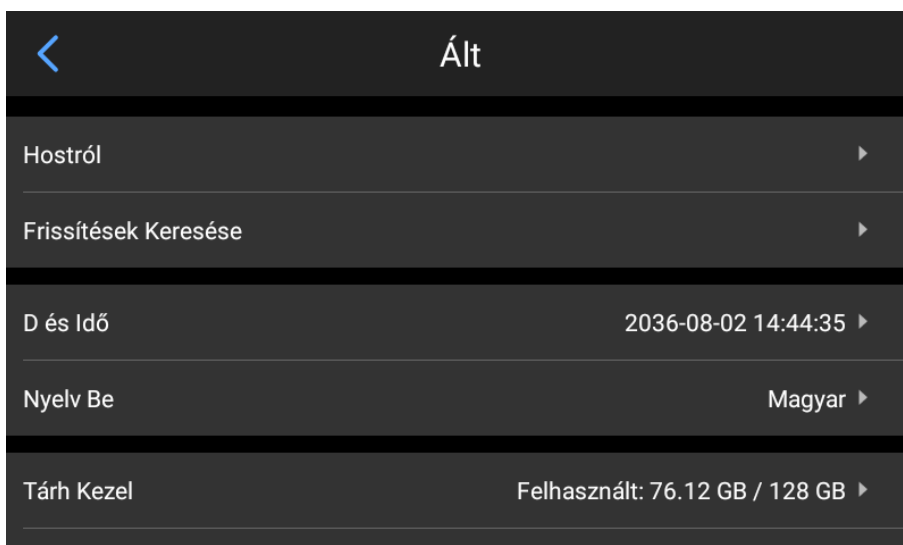 Ált
Hostról
Frissítések Keresése
D és Idő 2036-08-02 14:44:35
Nyelv Be Magyar
Tárh Kezel Felhasznált: 76.12 GB / 128 GB